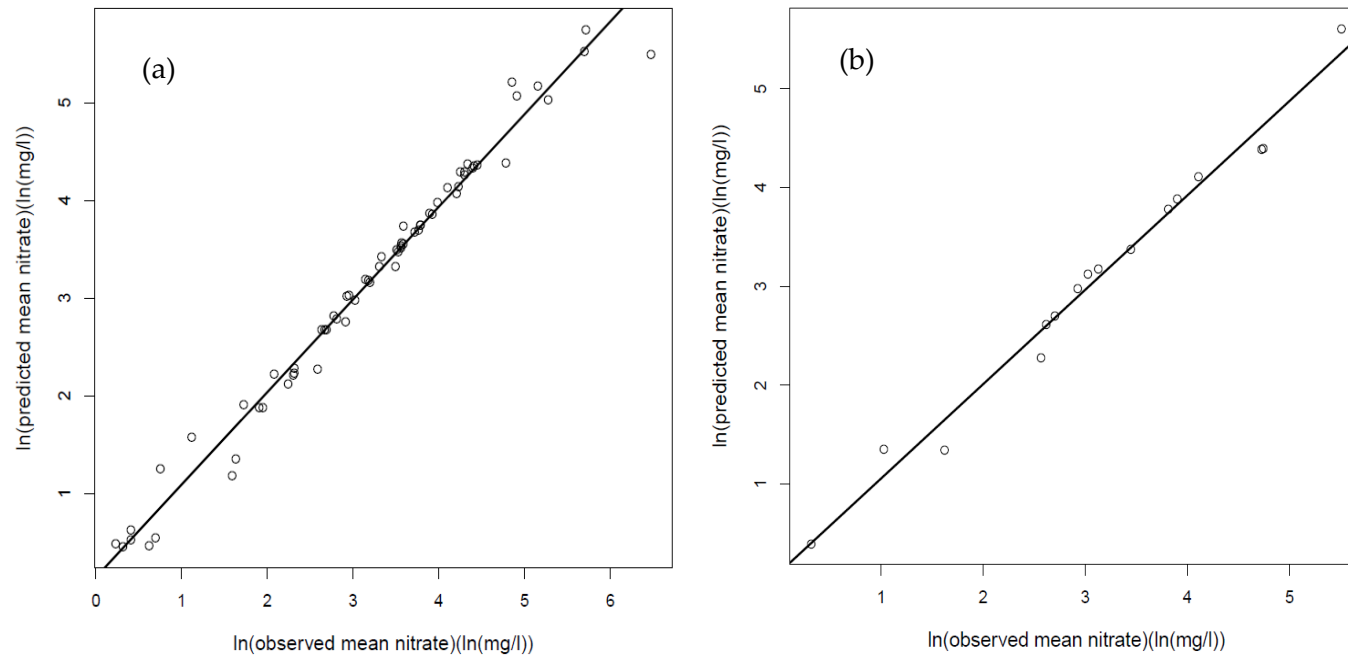 (a)
ln(predicted mean nitrate)(ln(mg/l))
5
4
3
2
1
0 1 2 3 4 5 6
ln(observed mean nitrate)(ln(mg/l))
(b)
ln(predicted mean nitrate)(ln(mg/l))
5
4
3
2
1
1 2 3 4 5
ln(observed mean nitrate)(ln(mg/l))